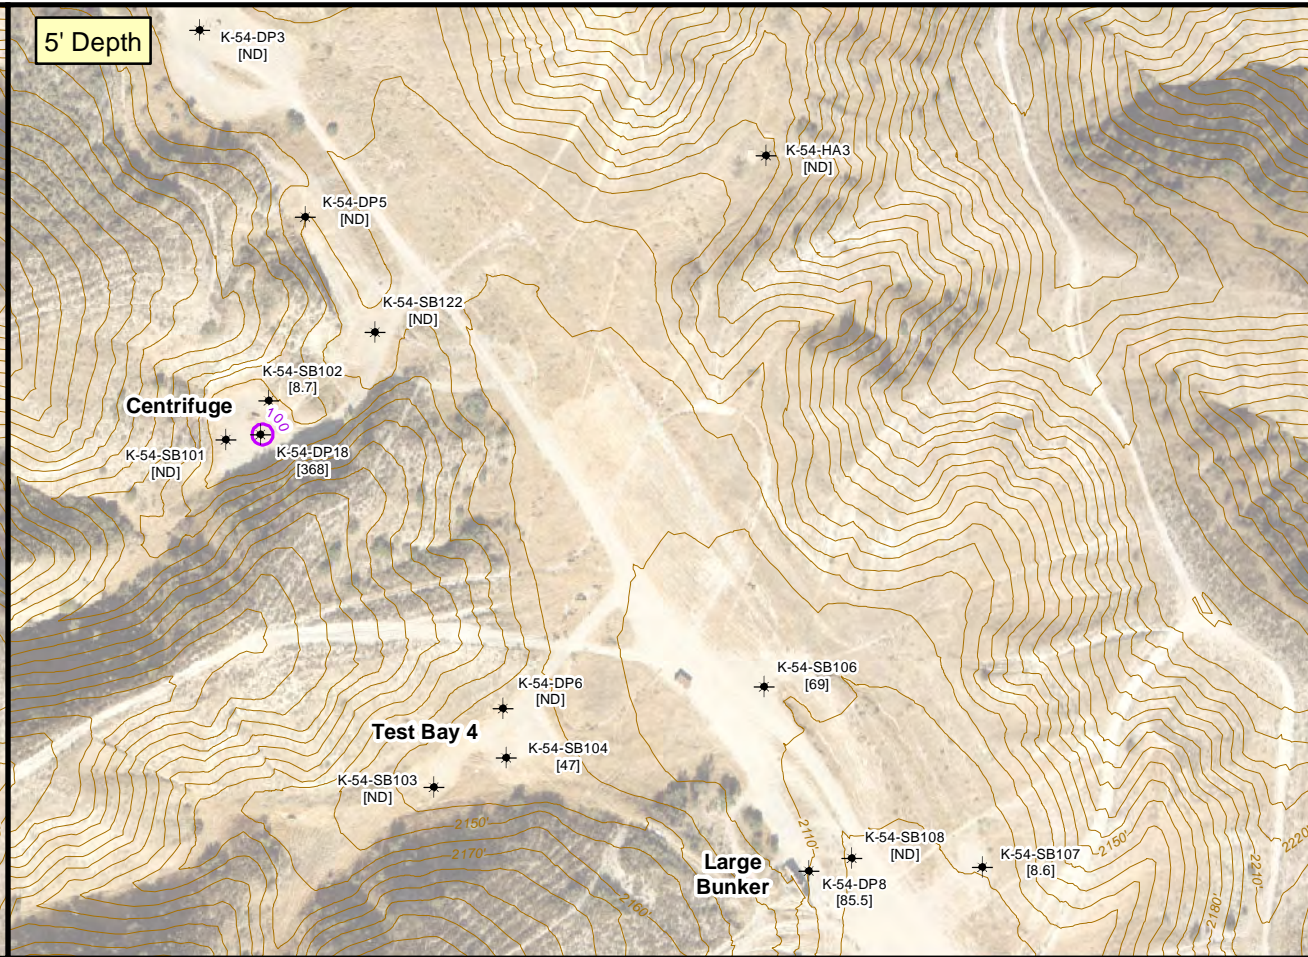 5' Depth
K-54-DP3
[ND]
K-54-HA3
[ND]
K-54-DP5
[ND]
K-54-SB122
[ND]
K-54-SB102
[8.7]
Centrifuge
100
K-54-SB101
[ND]
K-54-DP18
[368]
K-54-SB106
[69]
K-54-DP6
[ND]
Test Bay 4
K-54-SB104
[47]
K-54-SB103
[ND]
2150'
2170'
2160'
2110'
K-54-SB108
[ND]
Large
Bunker
K-54-DP8
[85.5]
K-54-SB107
[8.6]
2150'
2180'
2210'
2220'